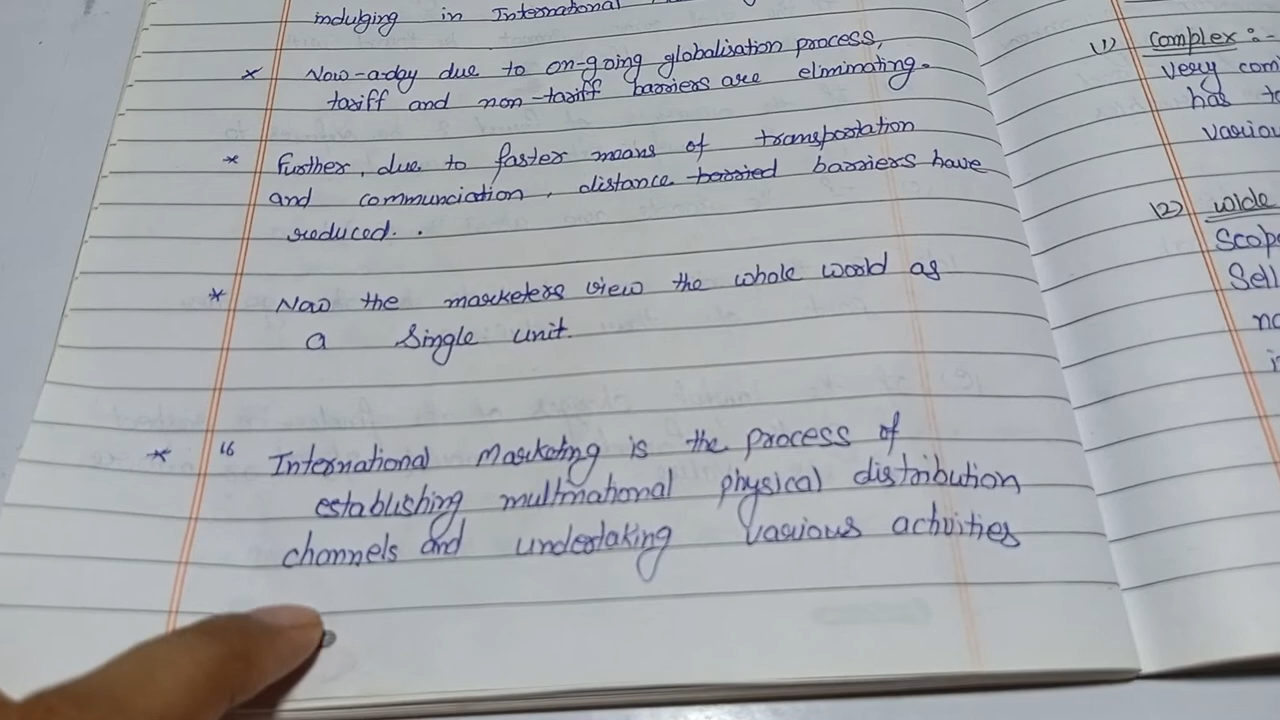 indulging in International
* Now-a-day due to on-going globalisation process,
tariff and non-tariff barriers are eliminating.
* Further, due to faster means of transportation
and communciation, distance barried barriers have
reduced. .
* Now the marketers view the whole world as
a single unit.
* “ International Marketing is the process of
establishing multinational physical distribution
channels and undertaking various activities
(1) Complex :-
very com
has to
variou
(2) wide
Scope
Sell